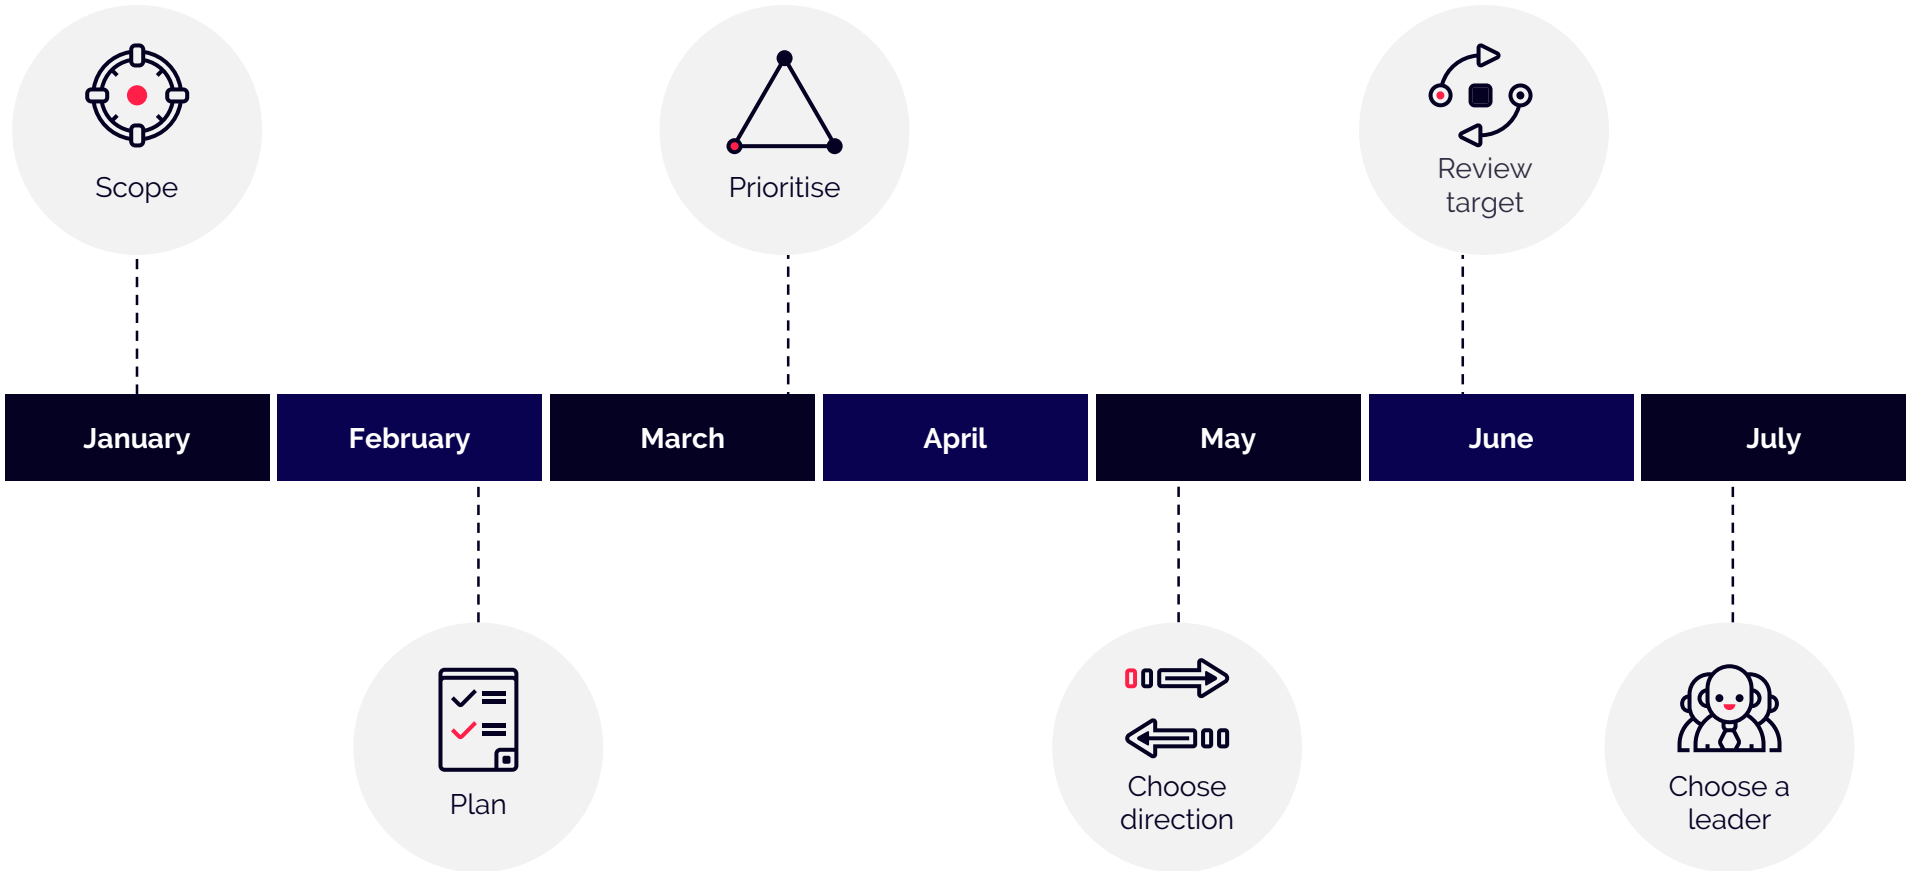 Scope
Prioritise
Review
target
January
February
March
April
May
June
July
Plan
Choose
direction
Choose a
leader